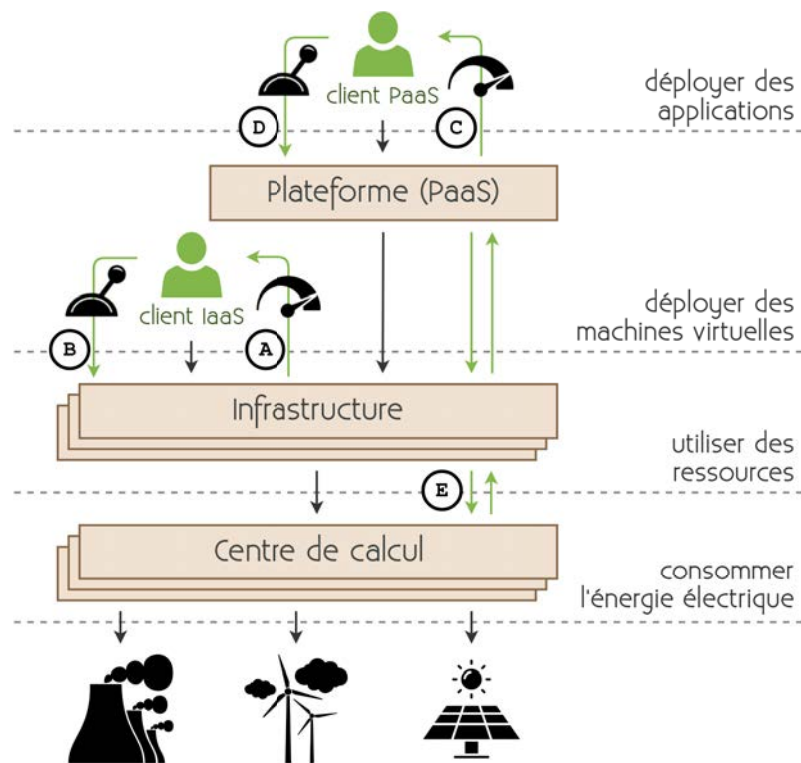 client PaaS
déployer des
applications
D
C
Plateforme (PaaS)
client IaaS
déployer des
machines virtuelles
B
A
Infrastructure
utiliser des
ressources
E
Centre de calcul
consommer
l'énergie électrique